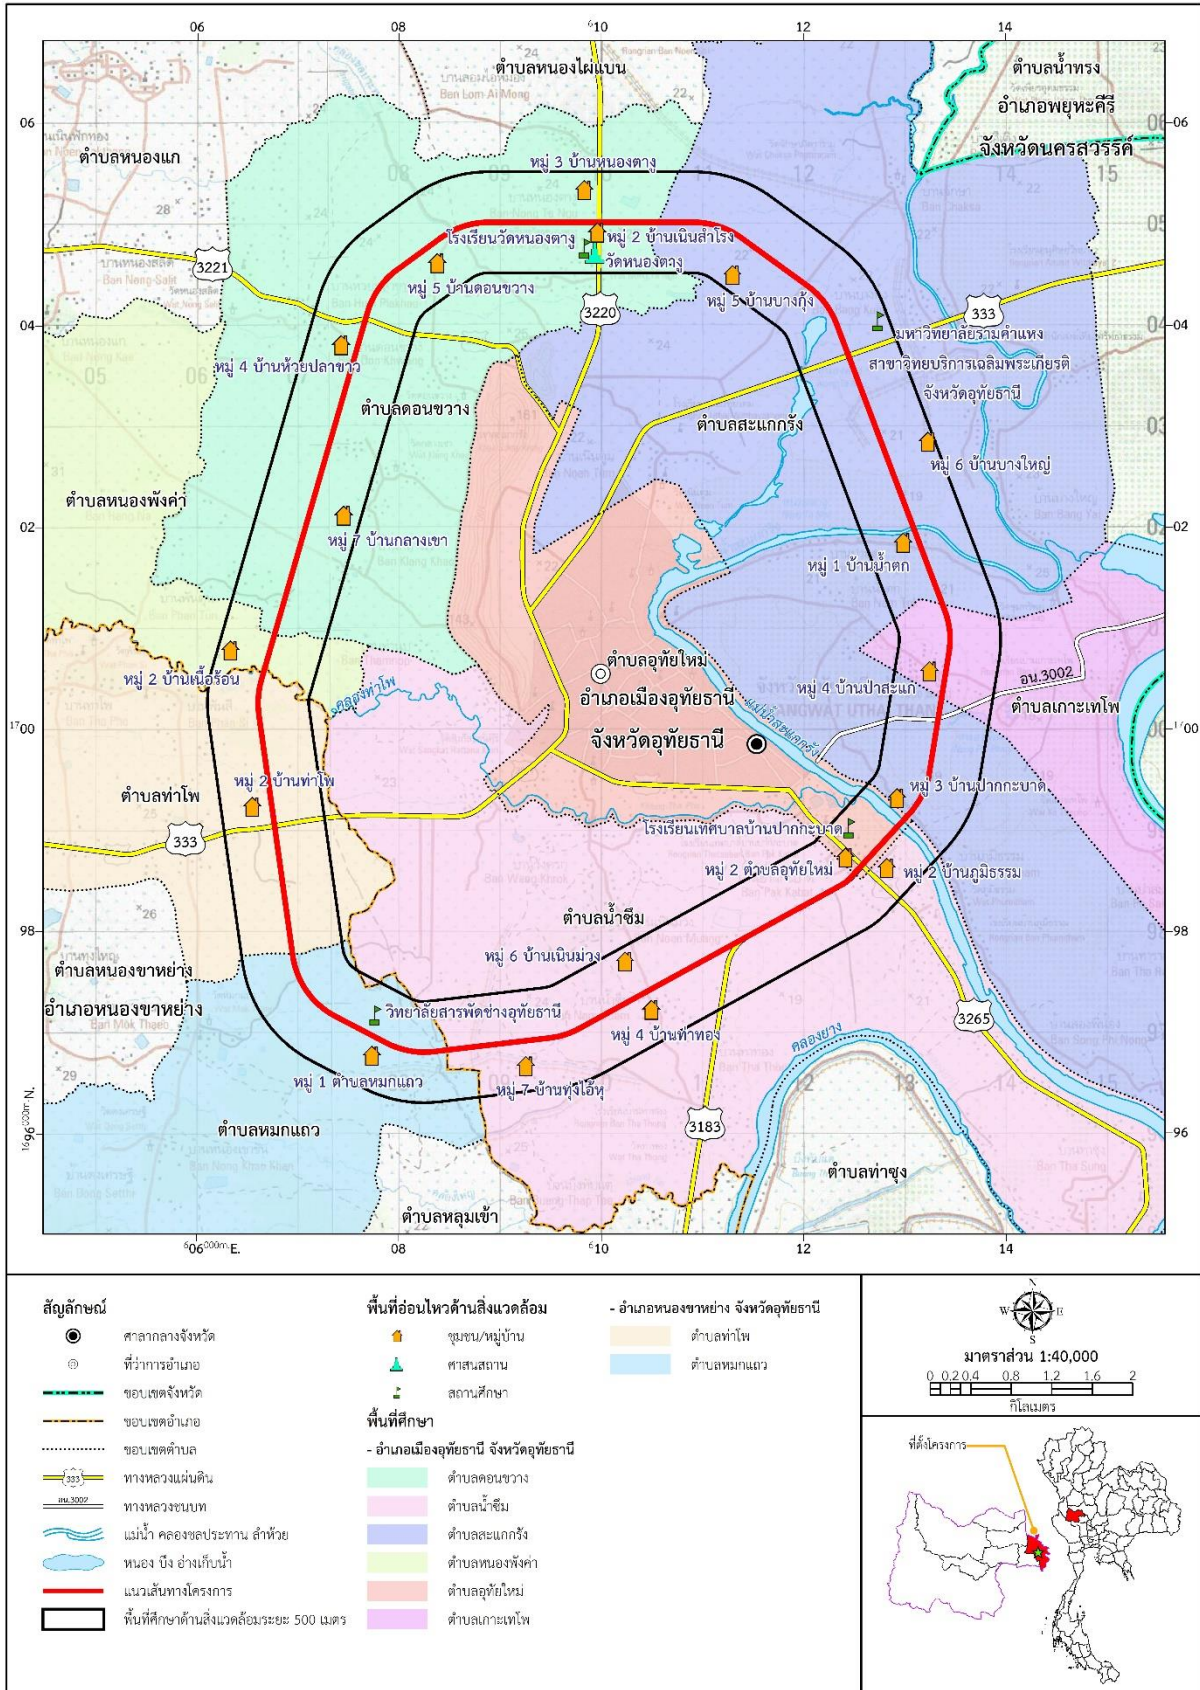 06
08
⁶10
12
14
ตำบลหนองไผ่แบน
ตำบลน้ำทรง
บ้านล่อมไอ้หมอง
Ban Lom Ai Mong
อำเภอพยุหะคีรี
06
06
ตำบลหนองแก
จังหวัดนครสวรรค์
หมู่ 3 บ้านหนองตางู
โรงเรียนวัดหนองตางู
หมู่ 2 บ้านเนินสำโรง
วัดหนองตางู
3221
หมู่ 5 บ้านดอนขวาง
หมู่ 5 บ้านบางกุ้ง
3220
333
04
04
มหาวิทยาลัยรามคำแหง
สาขาวิทยบริการเฉลิมพระเกียรติ
จังหวัดอุทัยธานี
หมู่ 4 บ้านห้วยปลาขาว
ตำบลดอนขวาง
ตำบลสะแกกรัง
หมู่ 6 บ้านบางใหญ่
ตำบลหนองพังค่า
02
02
หมู่ 7 บ้านกลางเขา
หมู่ 1 บ้านน้ำตก
หมู่ 2 บ้านเนื้อร้อน
ตำบลอุทัยใหม่
อน.3002
คลองท่าโพ
อำเภอเมืองอุทัยธานี
หมู่ 4 บ้านป่าสะแก
ตำบลเกาะเทโพ
แม่น้ำสะแกกรัง
¹⁷00
00
จังหวัดอุทัยธานี
หมู่ 2 บ้านท่าโพ
หมู่ 3 บ้านปากกะบาด
ตำบลท่าโพ
333
โรงเรียนเทศบาลบ้านปากกะบาด
หมู่ 2 ตำบลอุทัยใหม่
หมู่ 2 บ้านภูมิธรรม
98
98
ตำบลน้ำซึม
ตำบลหนองขาหย่าง
หมู่ 6 บ้านเนินม่วง
อำเภอหนองขาหย่าง
วิทยาลัยสารพัดช่างอุทัยธานี
3265
หมู่ 4 บ้านท่าทอง
คลองยาง
หมู่ 1 ตำบลหมกแถว
หมู่ 7 บ้านทุ่งไอ้หุ
ตำบลหมกแถว
3183
¹⁶96⁰⁰⁰ᵐ·N.
96
ตำบลท่าซุง
ตำบลหลุมเข้า
⁶06⁰⁰⁰ᵐ·E.
08
⁶10
12
14
สัญลักษณ์
ศาลากลางจังหวัด
ที่ว่าการอำเภอ
ขอบเขตจังหวัด
ขอบเขตอำเภอ
ขอบเขตตำบล
333 ทางหลวงแผ่นดิน
อน.3002 ทางหลวงชนบท
แม่น้ำ คลองชลประทาน ลำห้วย
หนอง บึง อ่างเก็บน้ำ
แนวเส้นทางโครงการ
พื้นที่ศึกษาด้านสิ่งแวดล้อมระยะ 500 เมตร
พื้นที่อ่อนไหวด้านสิ่งแวดล้อม
ชุมชน/หมู่บ้าน
ศาสนสถาน
สถานศึกษา
พื้นที่ศึกษา
- อำเภอเมืองอุทัยธานี จังหวัดอุทัยธานี
ตำบลดอนขวาง
ตำบลน้ำซึม
ตำบลสะแกกรัง
ตำบลหนองพังค่า
ตำบลอุทัยใหม่
ตำบลเกาะเทโพ
- อำเภอหนองขาหย่าง จังหวัดอุทัยธานี
ตำบลท่าโพ
ตำบลหมกแถว
N
W E
S
มาตราส่วน 1:40,000
0 0.2 0.4 0.8 1.2 1.6 2
กิโลเมตร
ที่ตั้งโครงการ